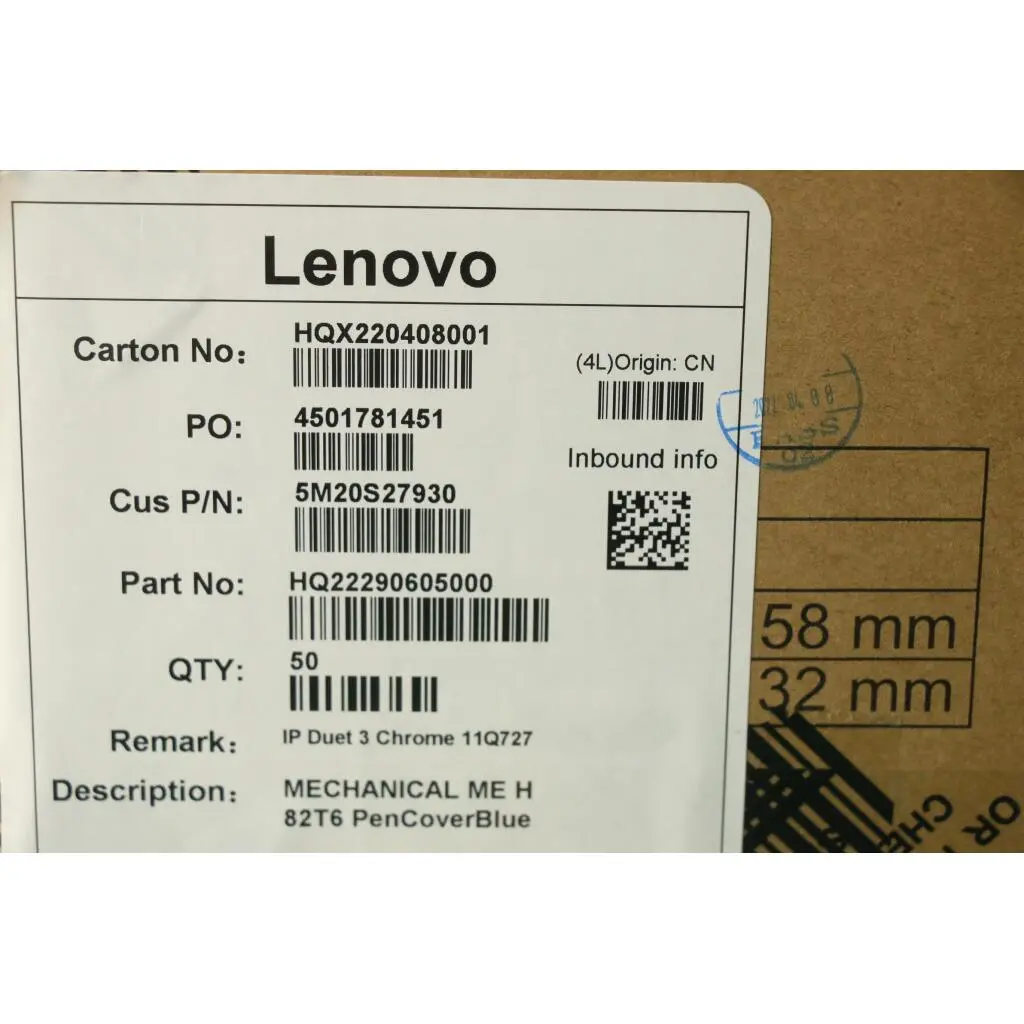 Lenovo
Carton No:
HQX220408001
(4L)Origin: CN
PO:
4501781451
Inbound info
Cus P/N:
5M20S27930
Part No:
HQ22290605000
QTY:
50
Remark:
IP Duet 3 Chrome 11Q727
Description:
MECHANICAL ME H
82T6 PenCoverBlue
58 mm
32 mm
OR